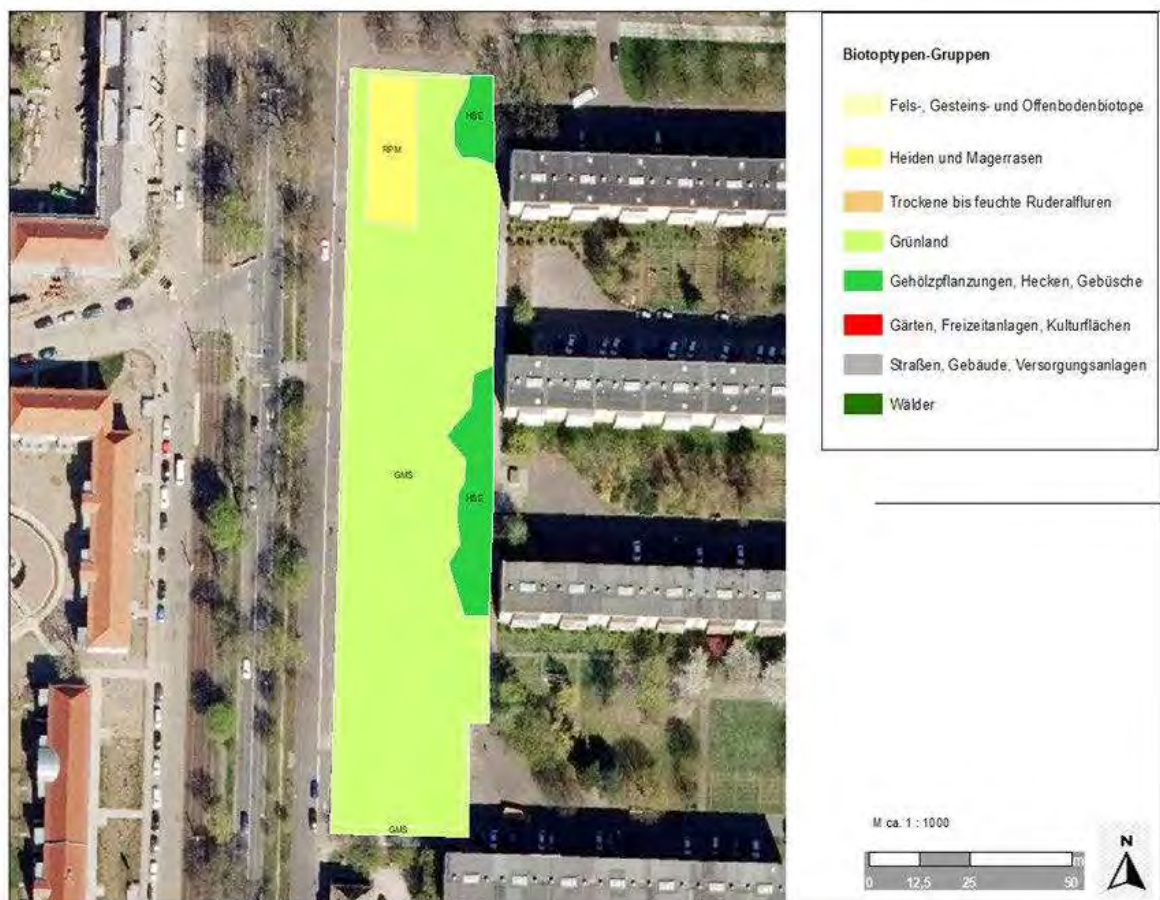 Biotoptypen-Gruppen
Fels-, Gesteins- und Offenbodenbiotope
Heiden und Magerrasen
Trockene bis feuchte Ruderalfluren
Grünland
Gehölzpflanzungen, Hecken, Gebüsche
Gärten, Freizeitanlagen, Kulturflächen
Straßen, Gebäude, Versorgungsanlagen
Wälder
HSE
RPM
GMS
HSE
GMS
M ca. 1 : 1000
N
m
0 12,5 25 50